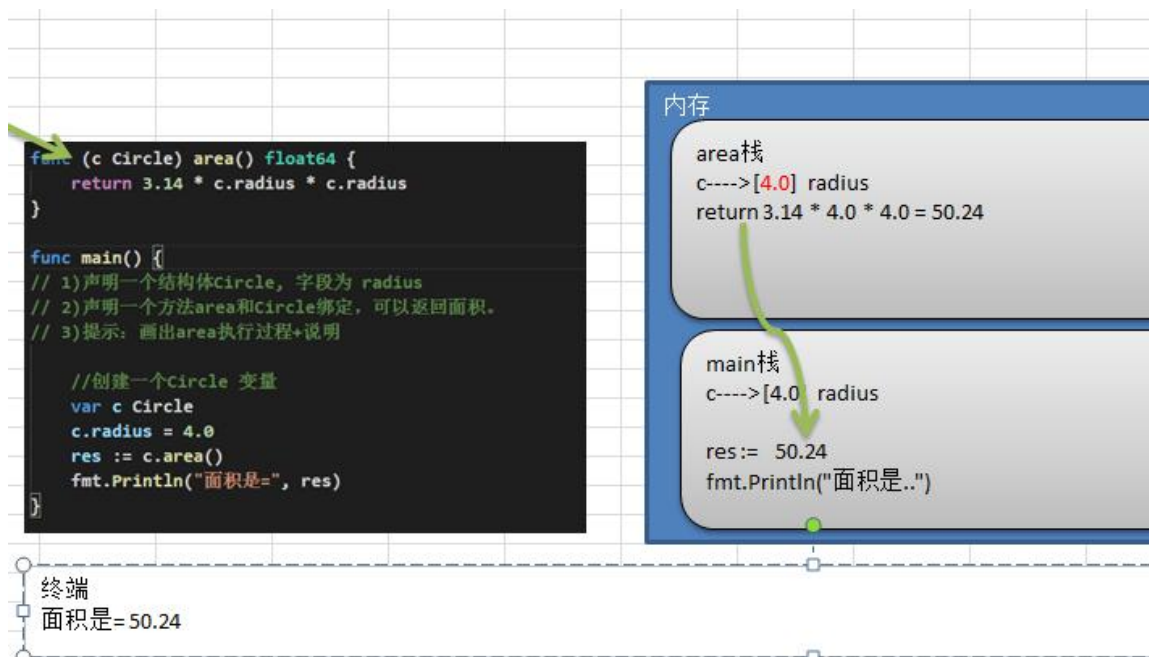 func (c Circle) area() float64 {
return 3.14 * c.radius * c.radius
}
func main() {
// 1)声明一个结构体Circle, 字段为 radius
// 2)声明一个方法area和Circle绑定，可以返回面积。
// 3)提示：画出area执行过程+说明
//创建一个Circle 变量
var c Circle
c.radius = 4.0
res := c.area()
fmt.Println("面积是=", res)
}
内存
area栈
c---->[4.0] radius
return 3.14 * 4.0 * 4.0 = 50.24
main栈
c---->[4.0] radius
res := 50.24
fmt.Println("面积是..")
终端
面积是= 50.24